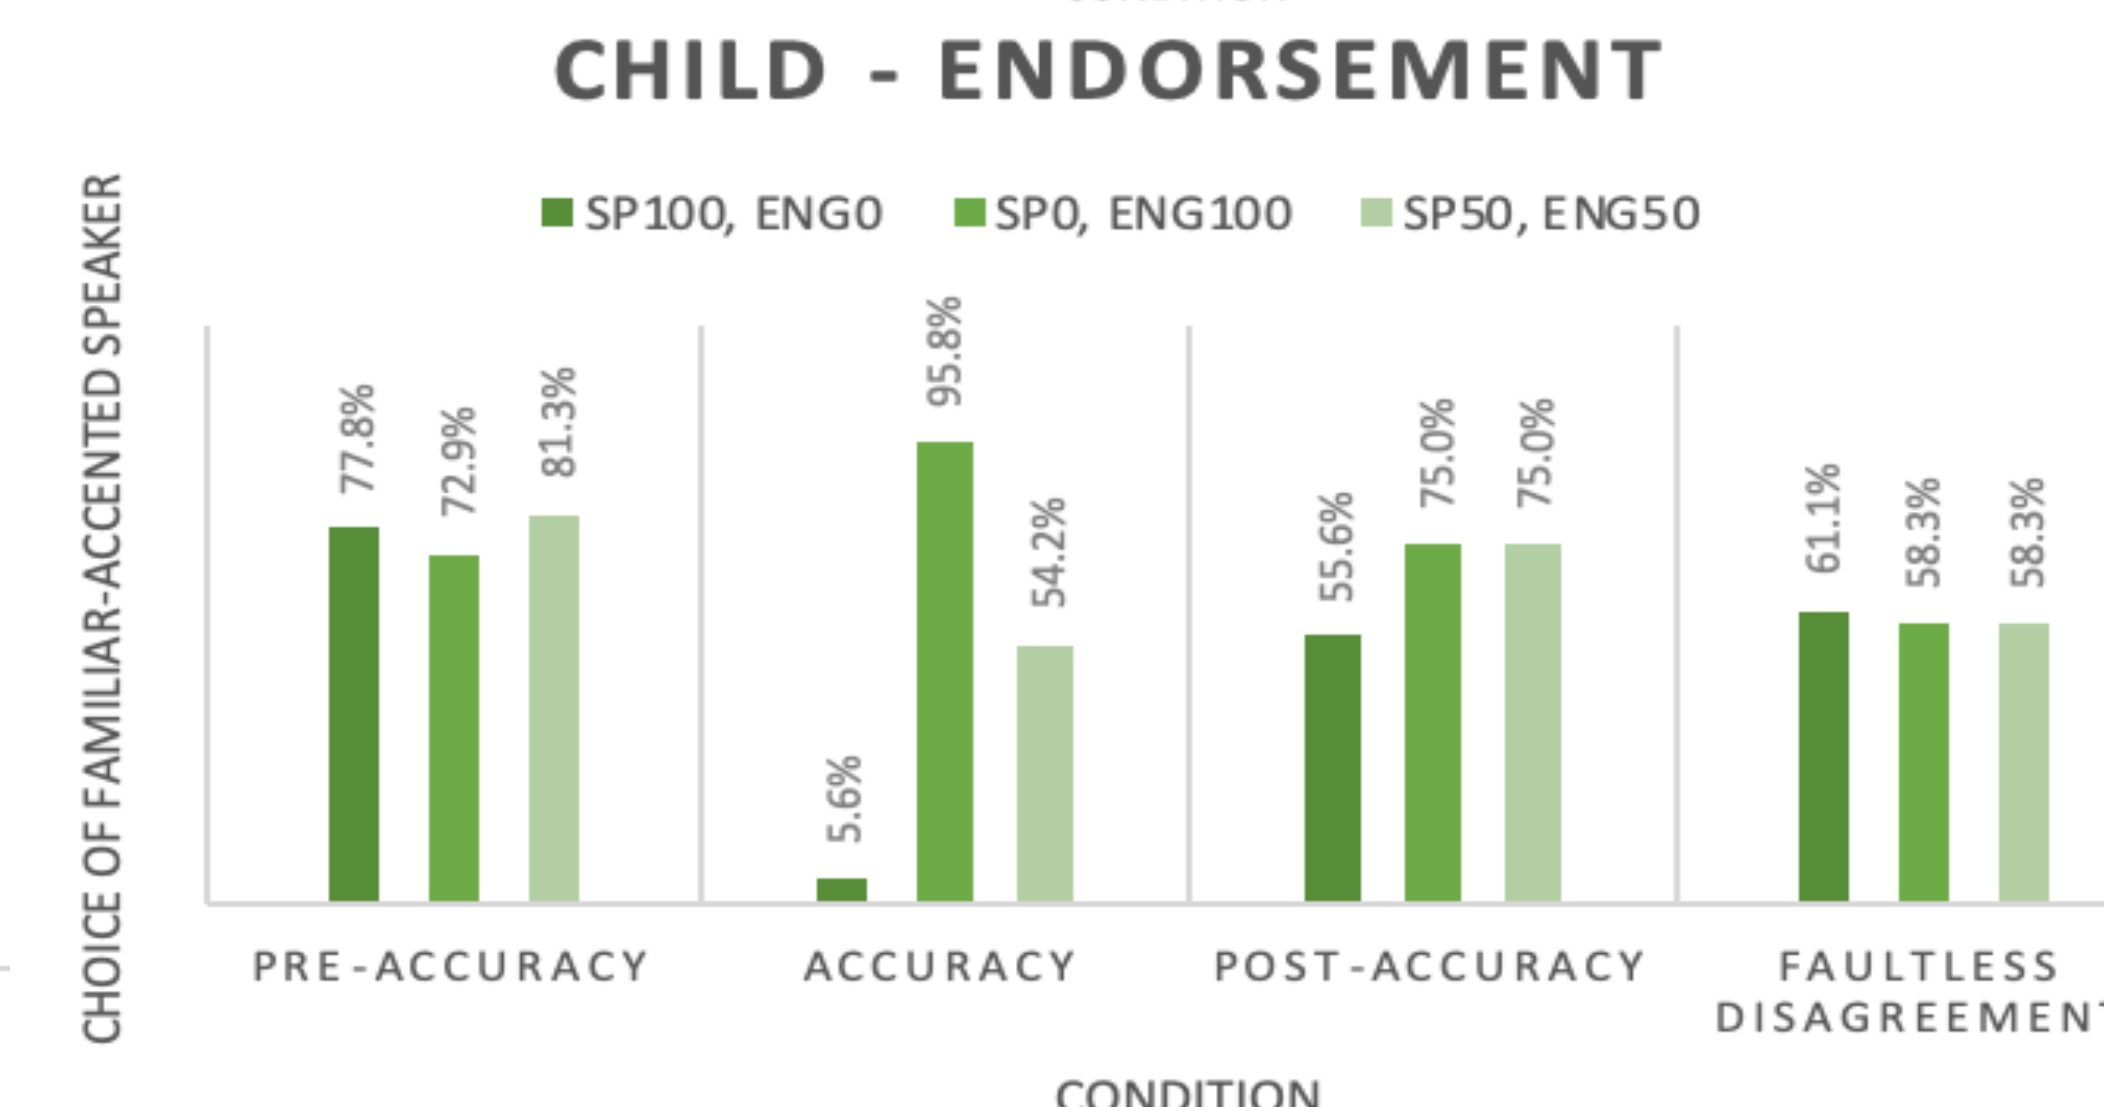 CHILD - ENDORSEMENT
CHOICE OF FAMILIAR-ACCENTED SPEAKER
SP100, ENG0
SP0, ENG100
SP50, ENG50
77.8%
72.9%
81.3%
5.6%
95.8%
54.2%
55.6%
75.0%
75.0%
61.1%
58.3%
58.3%
PRE-ACCURACY
ACCURACY
POST-ACCURACY
FAULTLESS
DISAGREEMENT
CONDITION